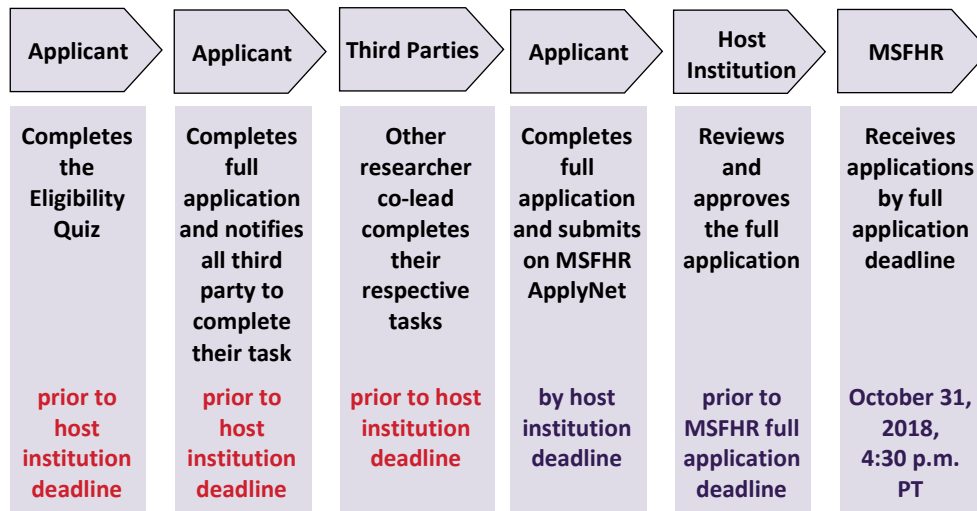 Applicant
Completes
the
Eligibility
Quiz
prior to
host
institution
deadline
Applicant
Completes
full
application
and notifies
all third
party to
complete
their task
prior to
host
institution
deadline
Third Parties
Other
researcher
co-lead
completes
their
respective
tasks
prior to host
institution
deadline
Applicant
Completes
full
application
and submits
on MSFHR
ApplyNet
by host
institution
deadline
Host
Institution
Reviews
and
approves
the full
application
prior to
MSFHR full
application
deadline
MSFHR
Receives
applications
by full
application
deadline
October 31,
2018,
4:30 p.m.
PT